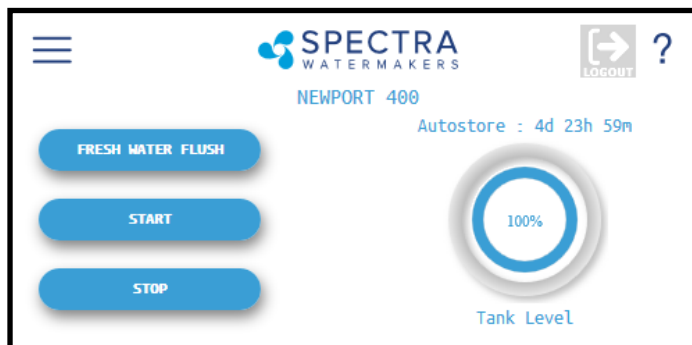 SPECTRA
WATERMAKERS
LOGOUT
?
NEWPORT 400
Autostore : 4d 23h 59m
FRESH WATER FLUSH
START
STOP
100%
Tank Level